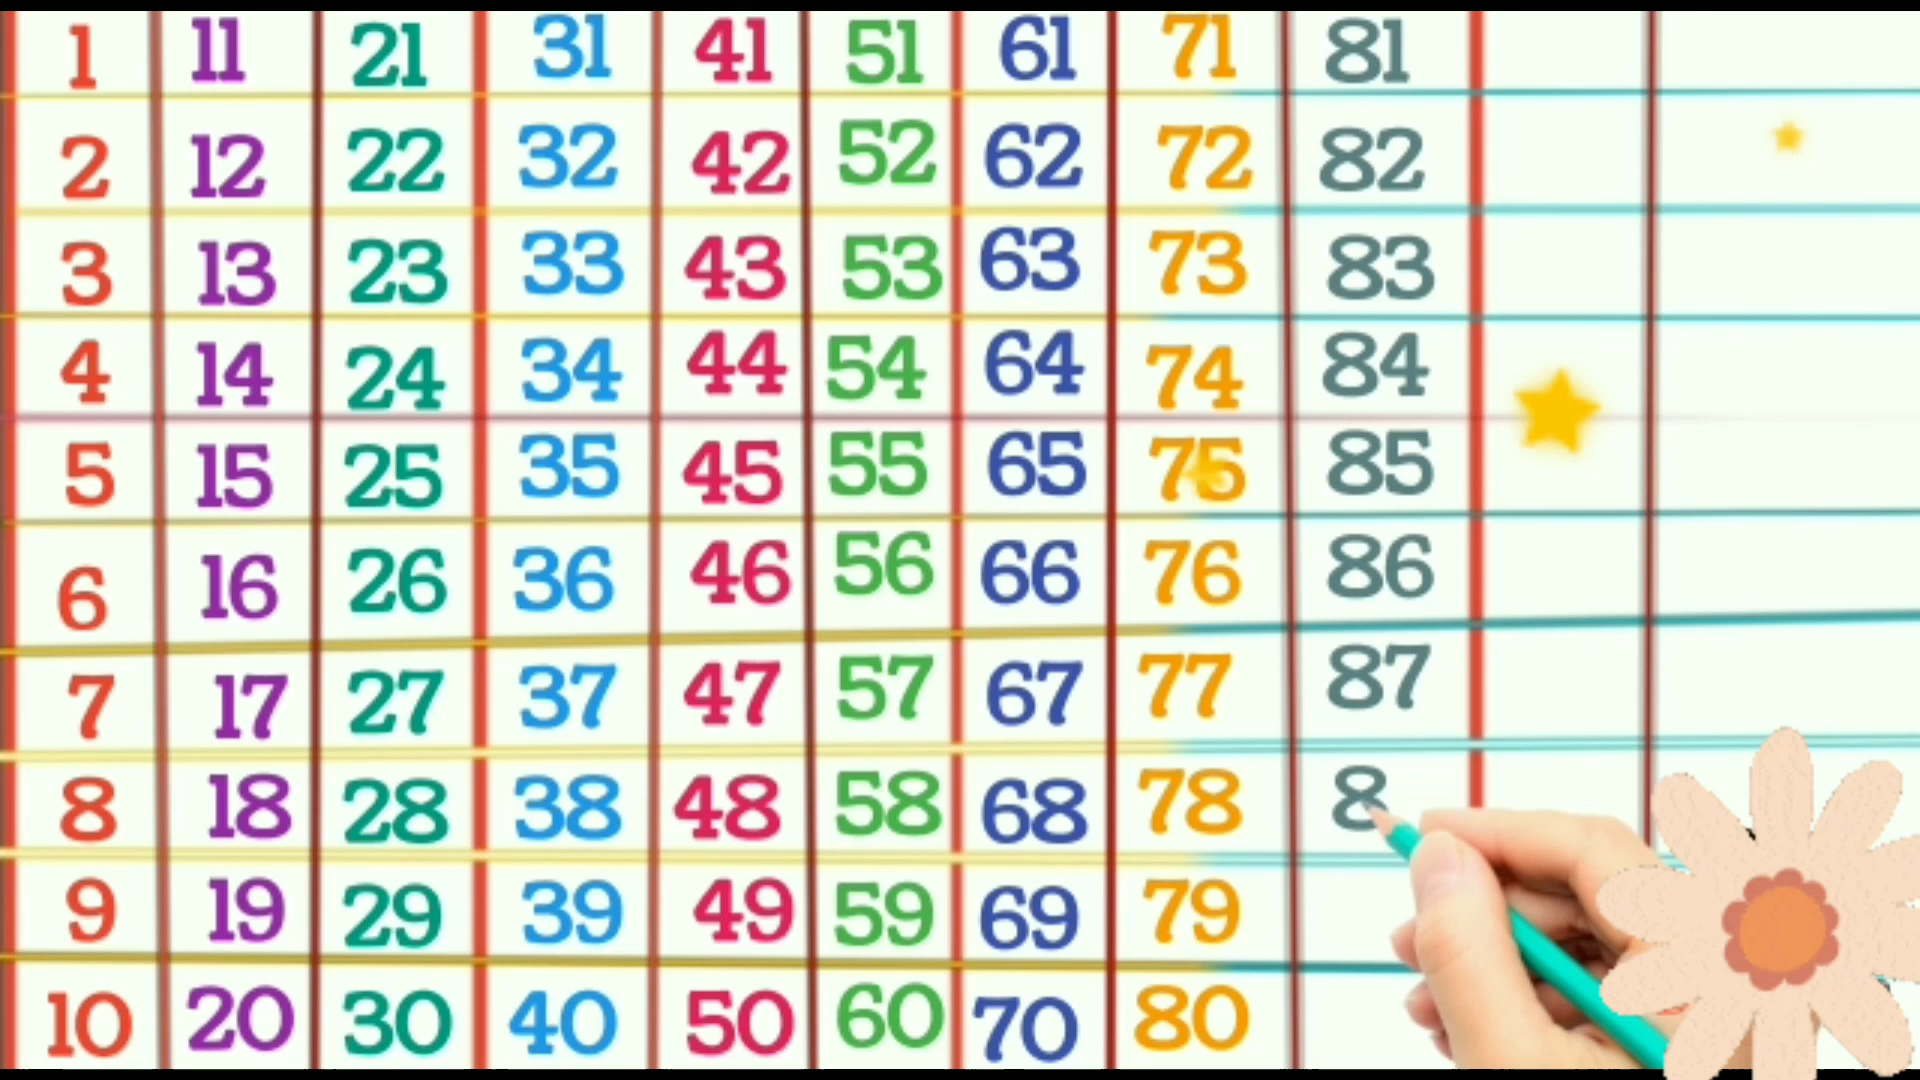 1 11 21 31 41 51 61 71 81
2 12 22 32 42 52 62 72 82
3 13 23 33 43 53 63 73 83
4 14 24 34 44 54 64 74 84
5 15 25 35 45 55 65 75 85
6 16 26 36 46 56 66 76 86
7 17 27 37 47 57 67 77 87
8 18 28 38 48 58 68 78 8
9 19 29 39 49 59 69 79
10 20 30 40 50 60 70 80